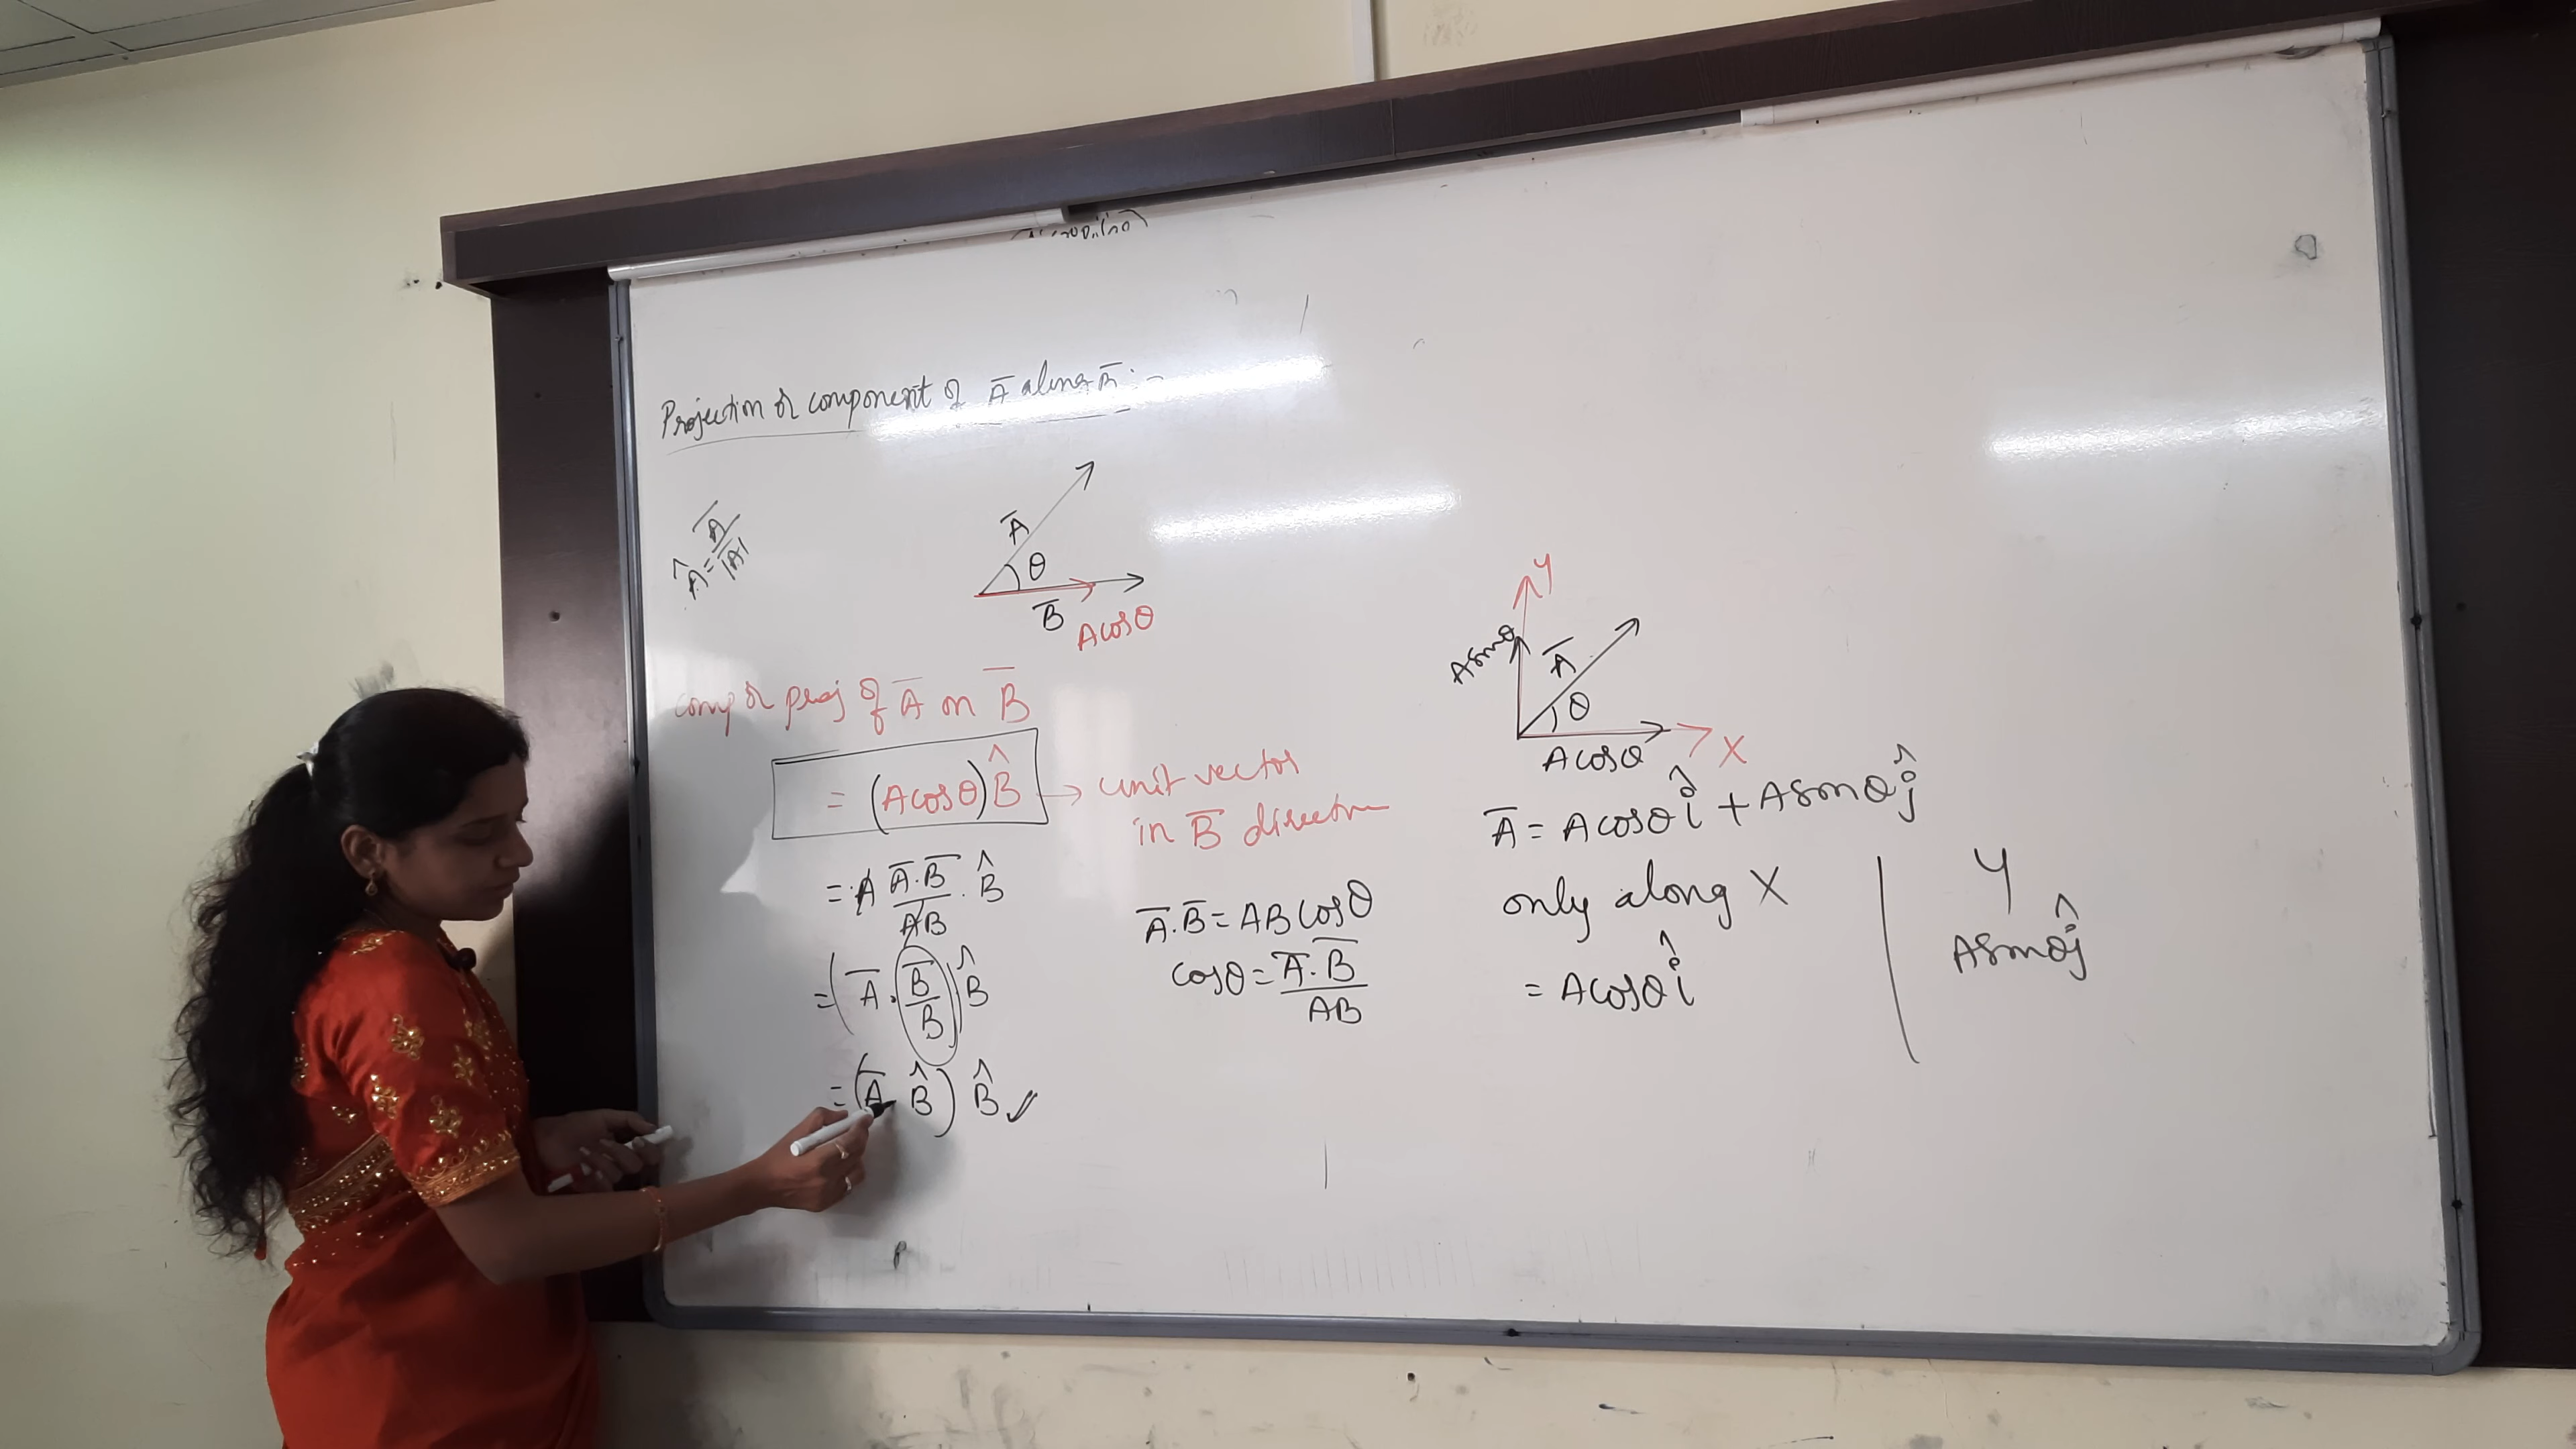 Projection or component of A̅ along B̅ : -
Â = A̅ / |A|
A̅
θ
B̅
A cosθ
comp or proj of A̅ on B̅
= (A cosθ) B̂ → unit vector
in B̅ direction
= A A̅.B̅ / AB . B̂
= (A̅ . B̅ / B) B̂
= (A̅ B̂) B̂ ✓
A̅.B̅ = AB cosθ
cosθ = A̅.B̅ / AB
Y
A sinθ
A̅
θ
A cosθ
X
A̅ = A cosθ î + A sinθ ĵ
only along X
= A cosθ î
Y
A sinθ ĵ